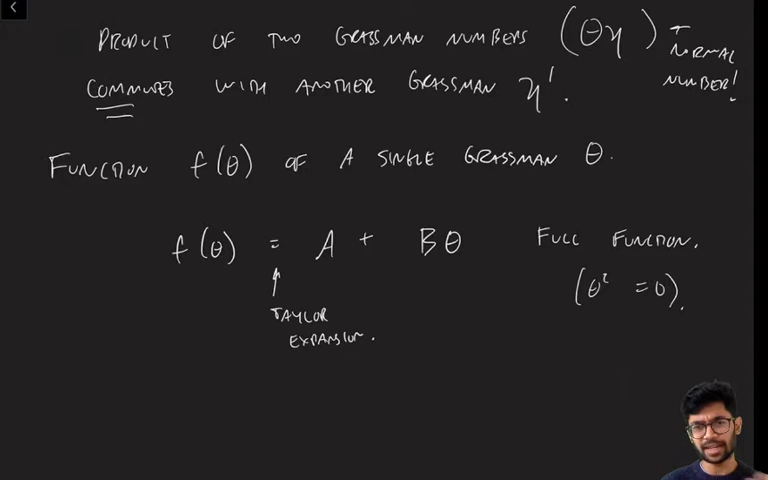 PRODUCT OF TWO GRASSMAN NUMBERS (θη) ↑
NORMAL
NUMBER!
COMMUTES WITH ANOTHER GRASSMAN η'.
FUNCTION f(θ) OF A SINGLE GRASSMAN θ.
f(θ) = A + Bθ FULL FUNCTION.
(θ² = 0).
↑
TAYLOR
EXPANSION.